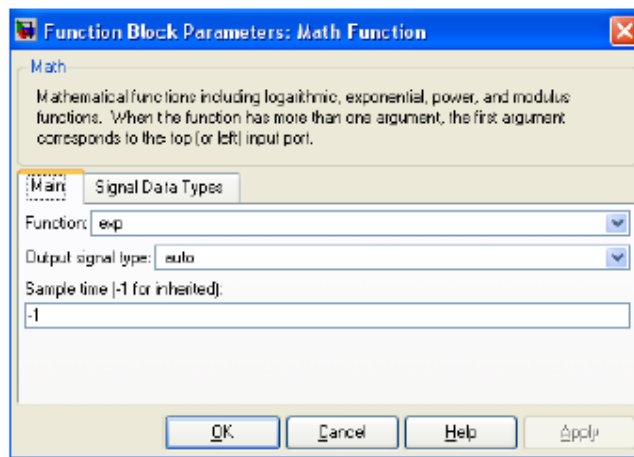 Function Block Parameters: Math Function
Math
Mathematical functions including logarithmic, exponential, power, and modulus
functions. When the function has more than one argument, the first argument
corresponds to the top (or left) input port.
Main
Signal Data Types
Function: exp
Output signal type: auto
Sample time (-1 for inherited):
-1
OK
Cancel
Help
Apply